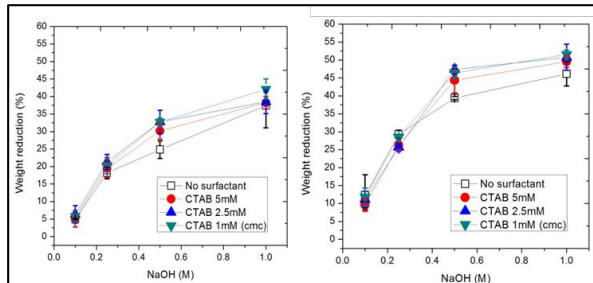 60
55
50
45
40
35
30
25
20
15
10
5
0
Weight reduction (%)
No surfactant
CTAB 5mM
CTAB 2.5mM
CTAB 1mM (cmc)
0.0 0.2 0.4 0.6 0.8 1.0
NaOH (M)
60
55
50
45
40
35
30
25
20
15
10
5
0
Weight reduction (%)
No surfactant
CTAB 5mM
CTAB 2.5mM
CTAB 1mM (cmc)
0.0 0.2 0.4 0.6 0.8 1.0
NaOH (M)